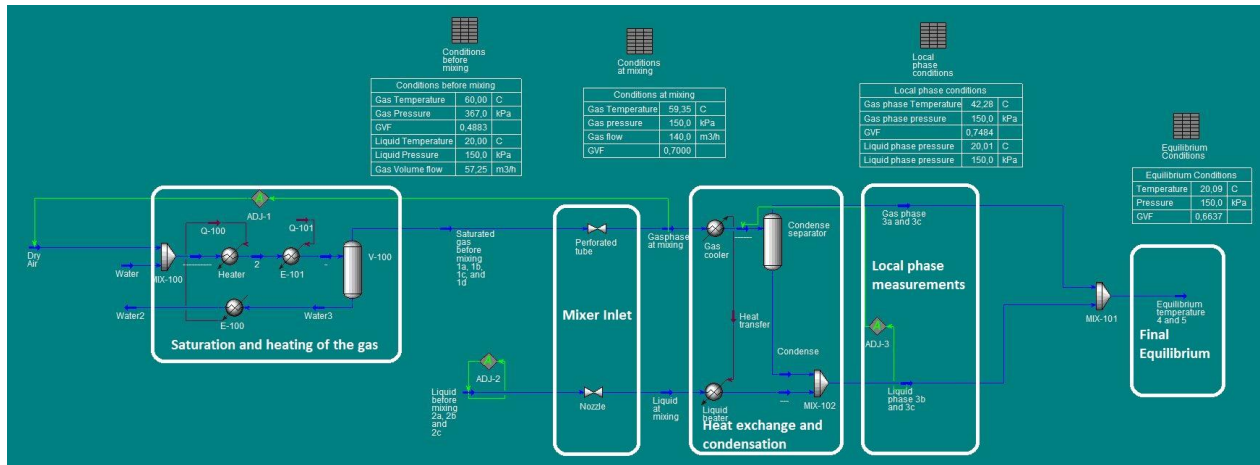 Conditions
before
mixing
Conditions before mixing
Gas Temperature 60,00 C
Gas Pressure 367,0 kPa
GVF 0,4883
Liquid Temperature 20,00 C
Liquid Pressure 150,0 kPa
Gas Volume flow 57,25 m3/h
Conditions
at mixing
Conditions at mixing
Gas Temperature 59,35 C
Gas pressure 150,0 kPa
Gas flow 140,0 m3/h
GVF 0,7000
Local
phase
conditions
Local phase conditions
Gas phase Temperature 42,28 C
Gas phase pressure 150,0 kPa
GVF 0,7484
Liquid phase pressure 20,01 C
Liquid phase pressure 150,0 kPa
Equilibrium
Conditions
Equilibrium Conditions
Temperature 20,09 C
Pressure 150,0 kPa
GVF 0,6637
A
ADJ-1
Q-100
Q-101
Dry
Air
Water
MIX-100
Heater
2
E-101
V-100
Water2
E-100
Water3
Saturation and heating of the gas
Saturated
gas
before
mixing
1a, 1b,
1c, and
1d
Perforated
tube
Mixer Inlet
A
ADJ-2
Liquid
before
mixing
2a, 2b
and
2c
Nozzle
Liquid
at
mixing
Gasphase
at mixing
Gas
cooler
Condense
separator
Heat
transfer
Condense
Liquid
heater
MIX-102
Heat exchange and
condensation
Gas phase
3a and 3c
Local phase
measurements
A
ADJ-3
Liquid
phase 3b
and 3c
MIX-101
Equilibrium
temperature
4 and 5
Final
Equilibrium